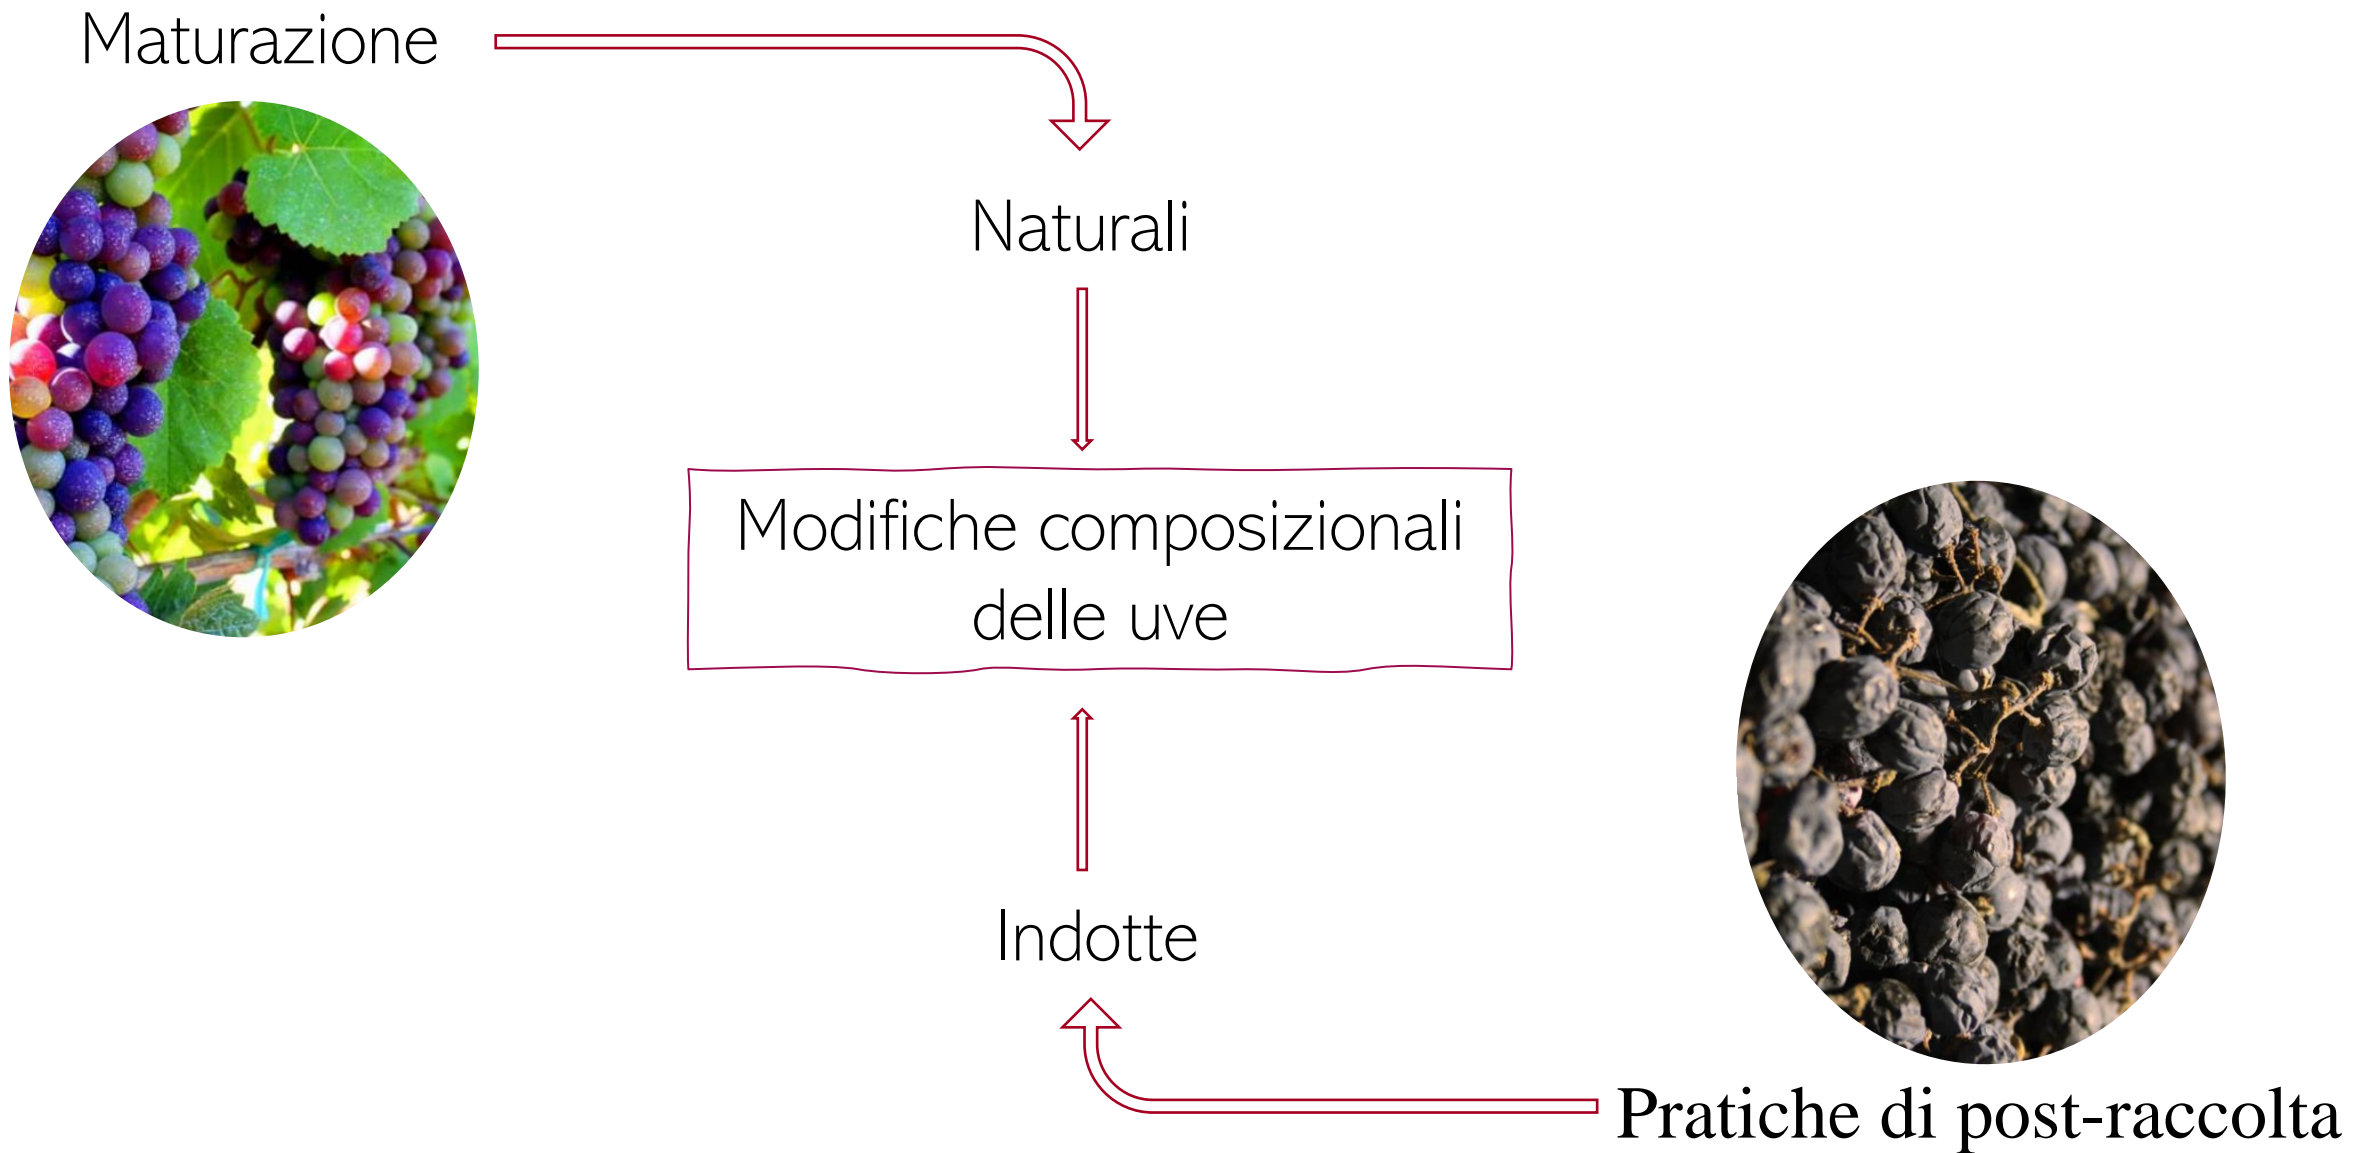 Maturazione
Naturali
Modifiche composizionali
delle uve
Indotte
Pratiche di post-raccolta